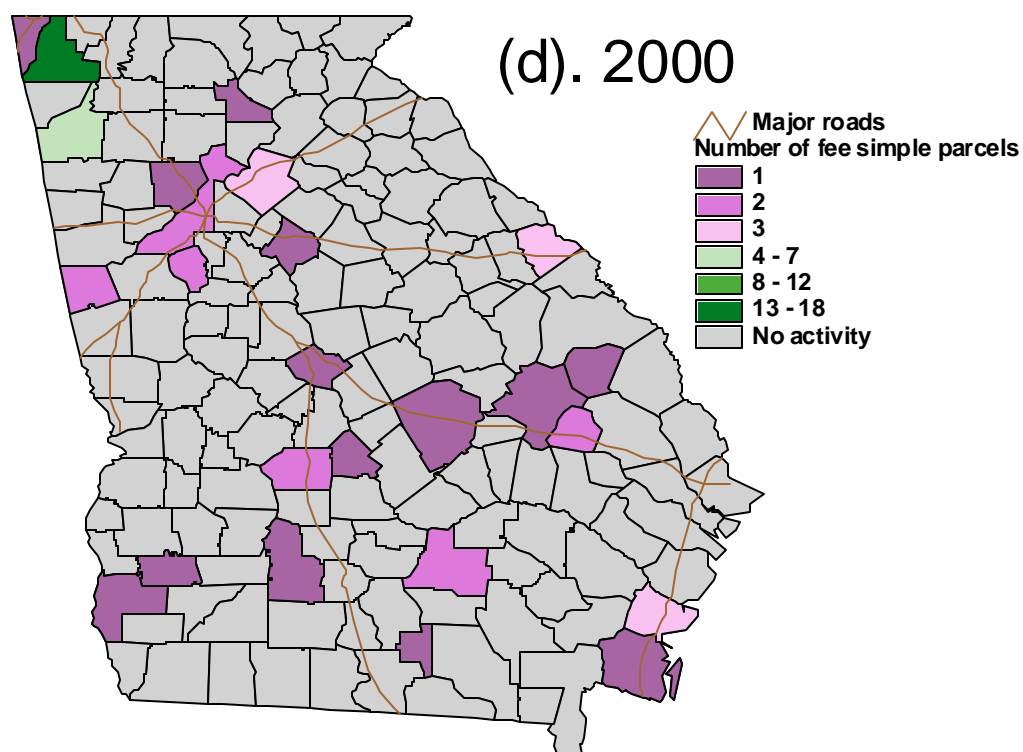 (d). 2000
Major roads
Number of fee simple parcels
1
2
3
4 - 7
8 - 12
13 - 18
No activity